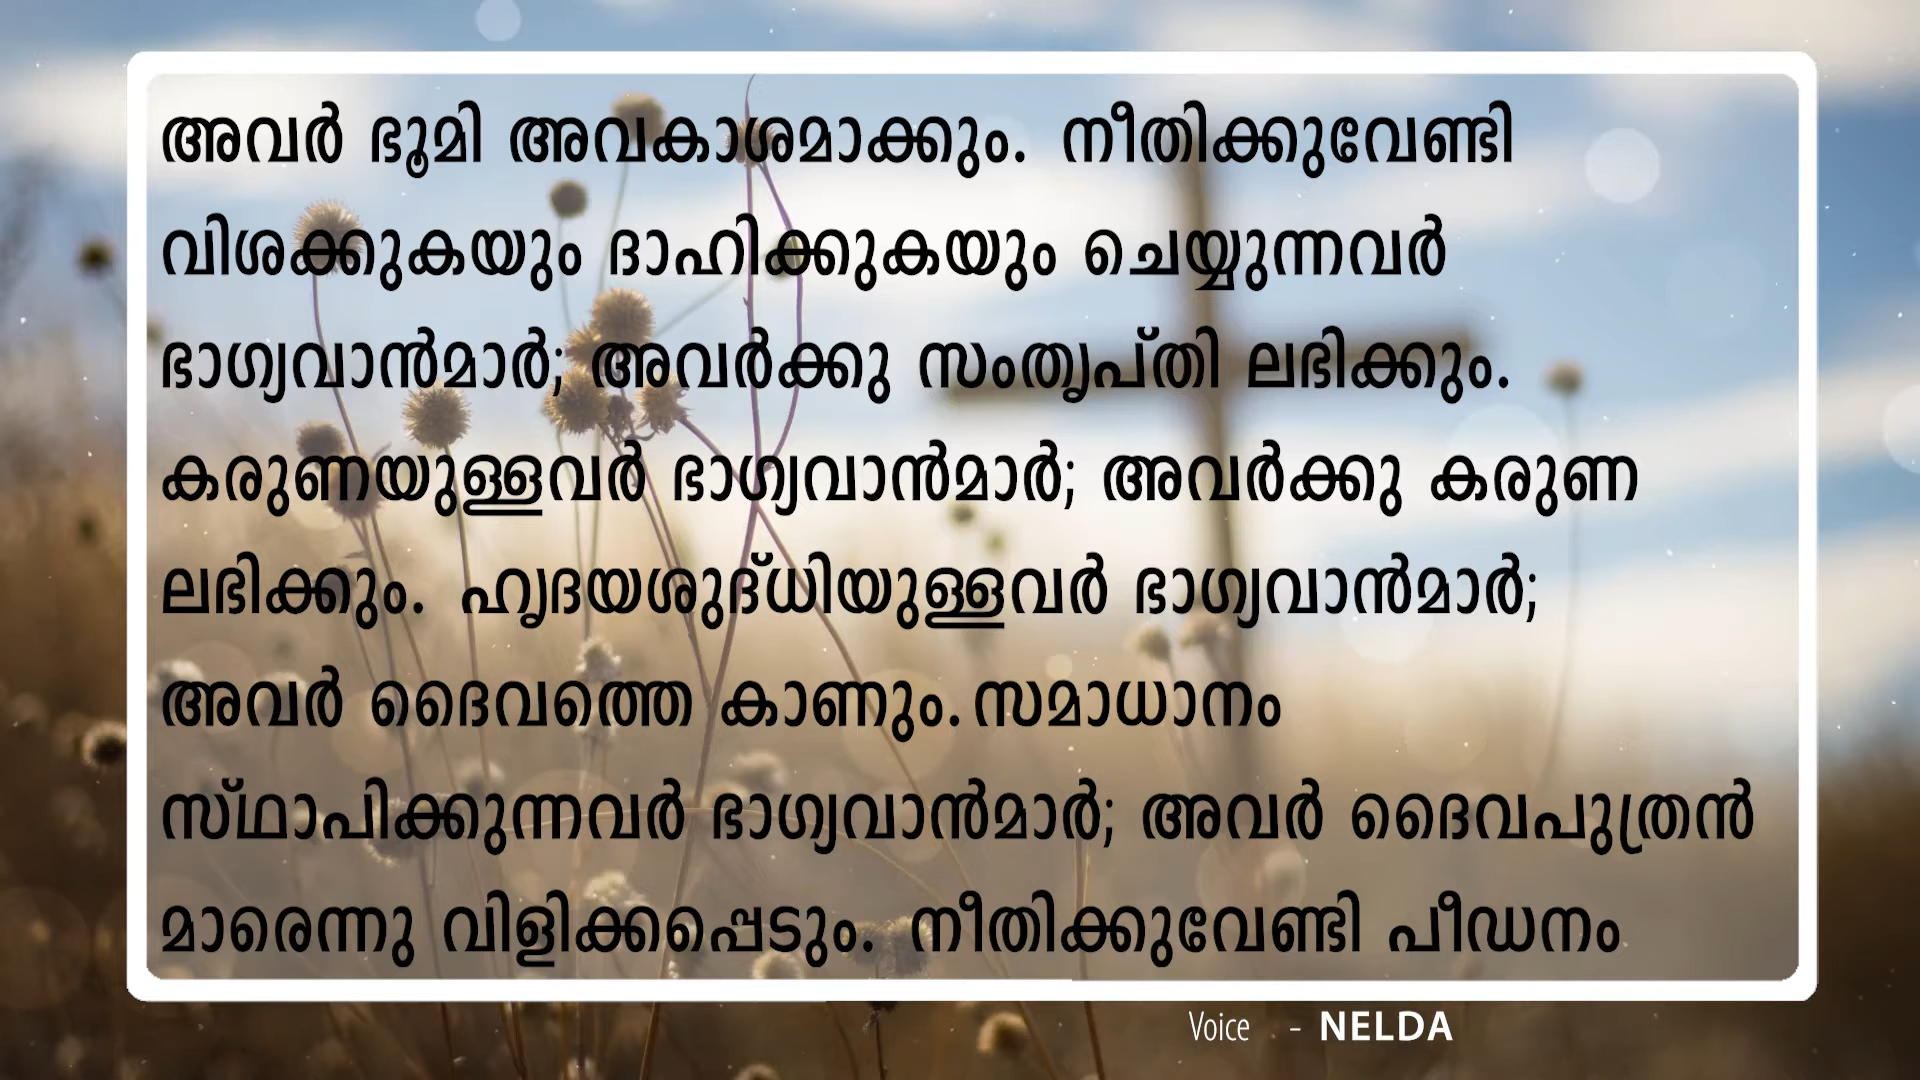 അവർ ഭൂമി അവകാശമാക്കും. നീതിക്കുവേണ്ടി
വിശക്കുകയും ദാഹിക്കുകയും ചെയ്യുന്നവർ
ഭാഗ്യവാൻമാർ; അവർക്കു സംതൃപ്തി ലഭിക്കും.
കരുണയുള്ളവർ ഭാഗ്യവാൻമാർ; അവർക്കു കരുണ
ലഭിക്കും. ഹൃദയശുദ്ധിയുള്ളവർ ഭാഗ്യവാൻമാർ;
അവർ ദൈവത്തെ കാണും. സമാധാനം
സ്ഥാപിക്കുന്നവർ ഭാഗ്യവാൻമാർ; അവർ ദൈവപുത്രൻ
മാരെന്നു വിളിക്കപ്പെടും. നീതിക്കുവേണ്ടി പീഡനം
Voice - NELDA